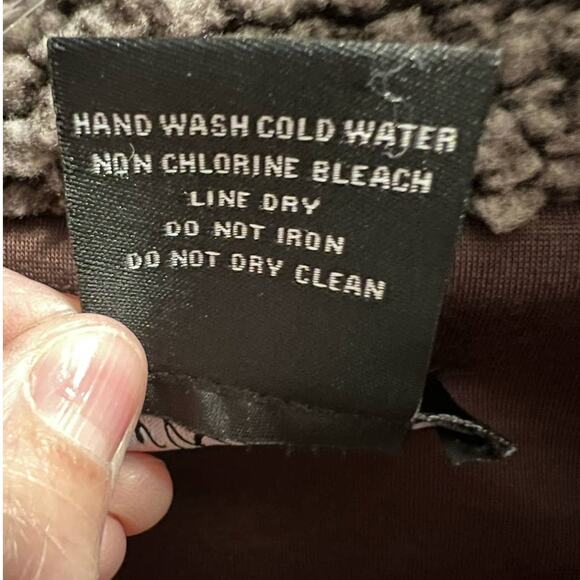 HAND WASH COLD WATER
NON CHLORINE BLEACH
LINE DRY
DO NOT IRON
DO NOT DRY CLEAN